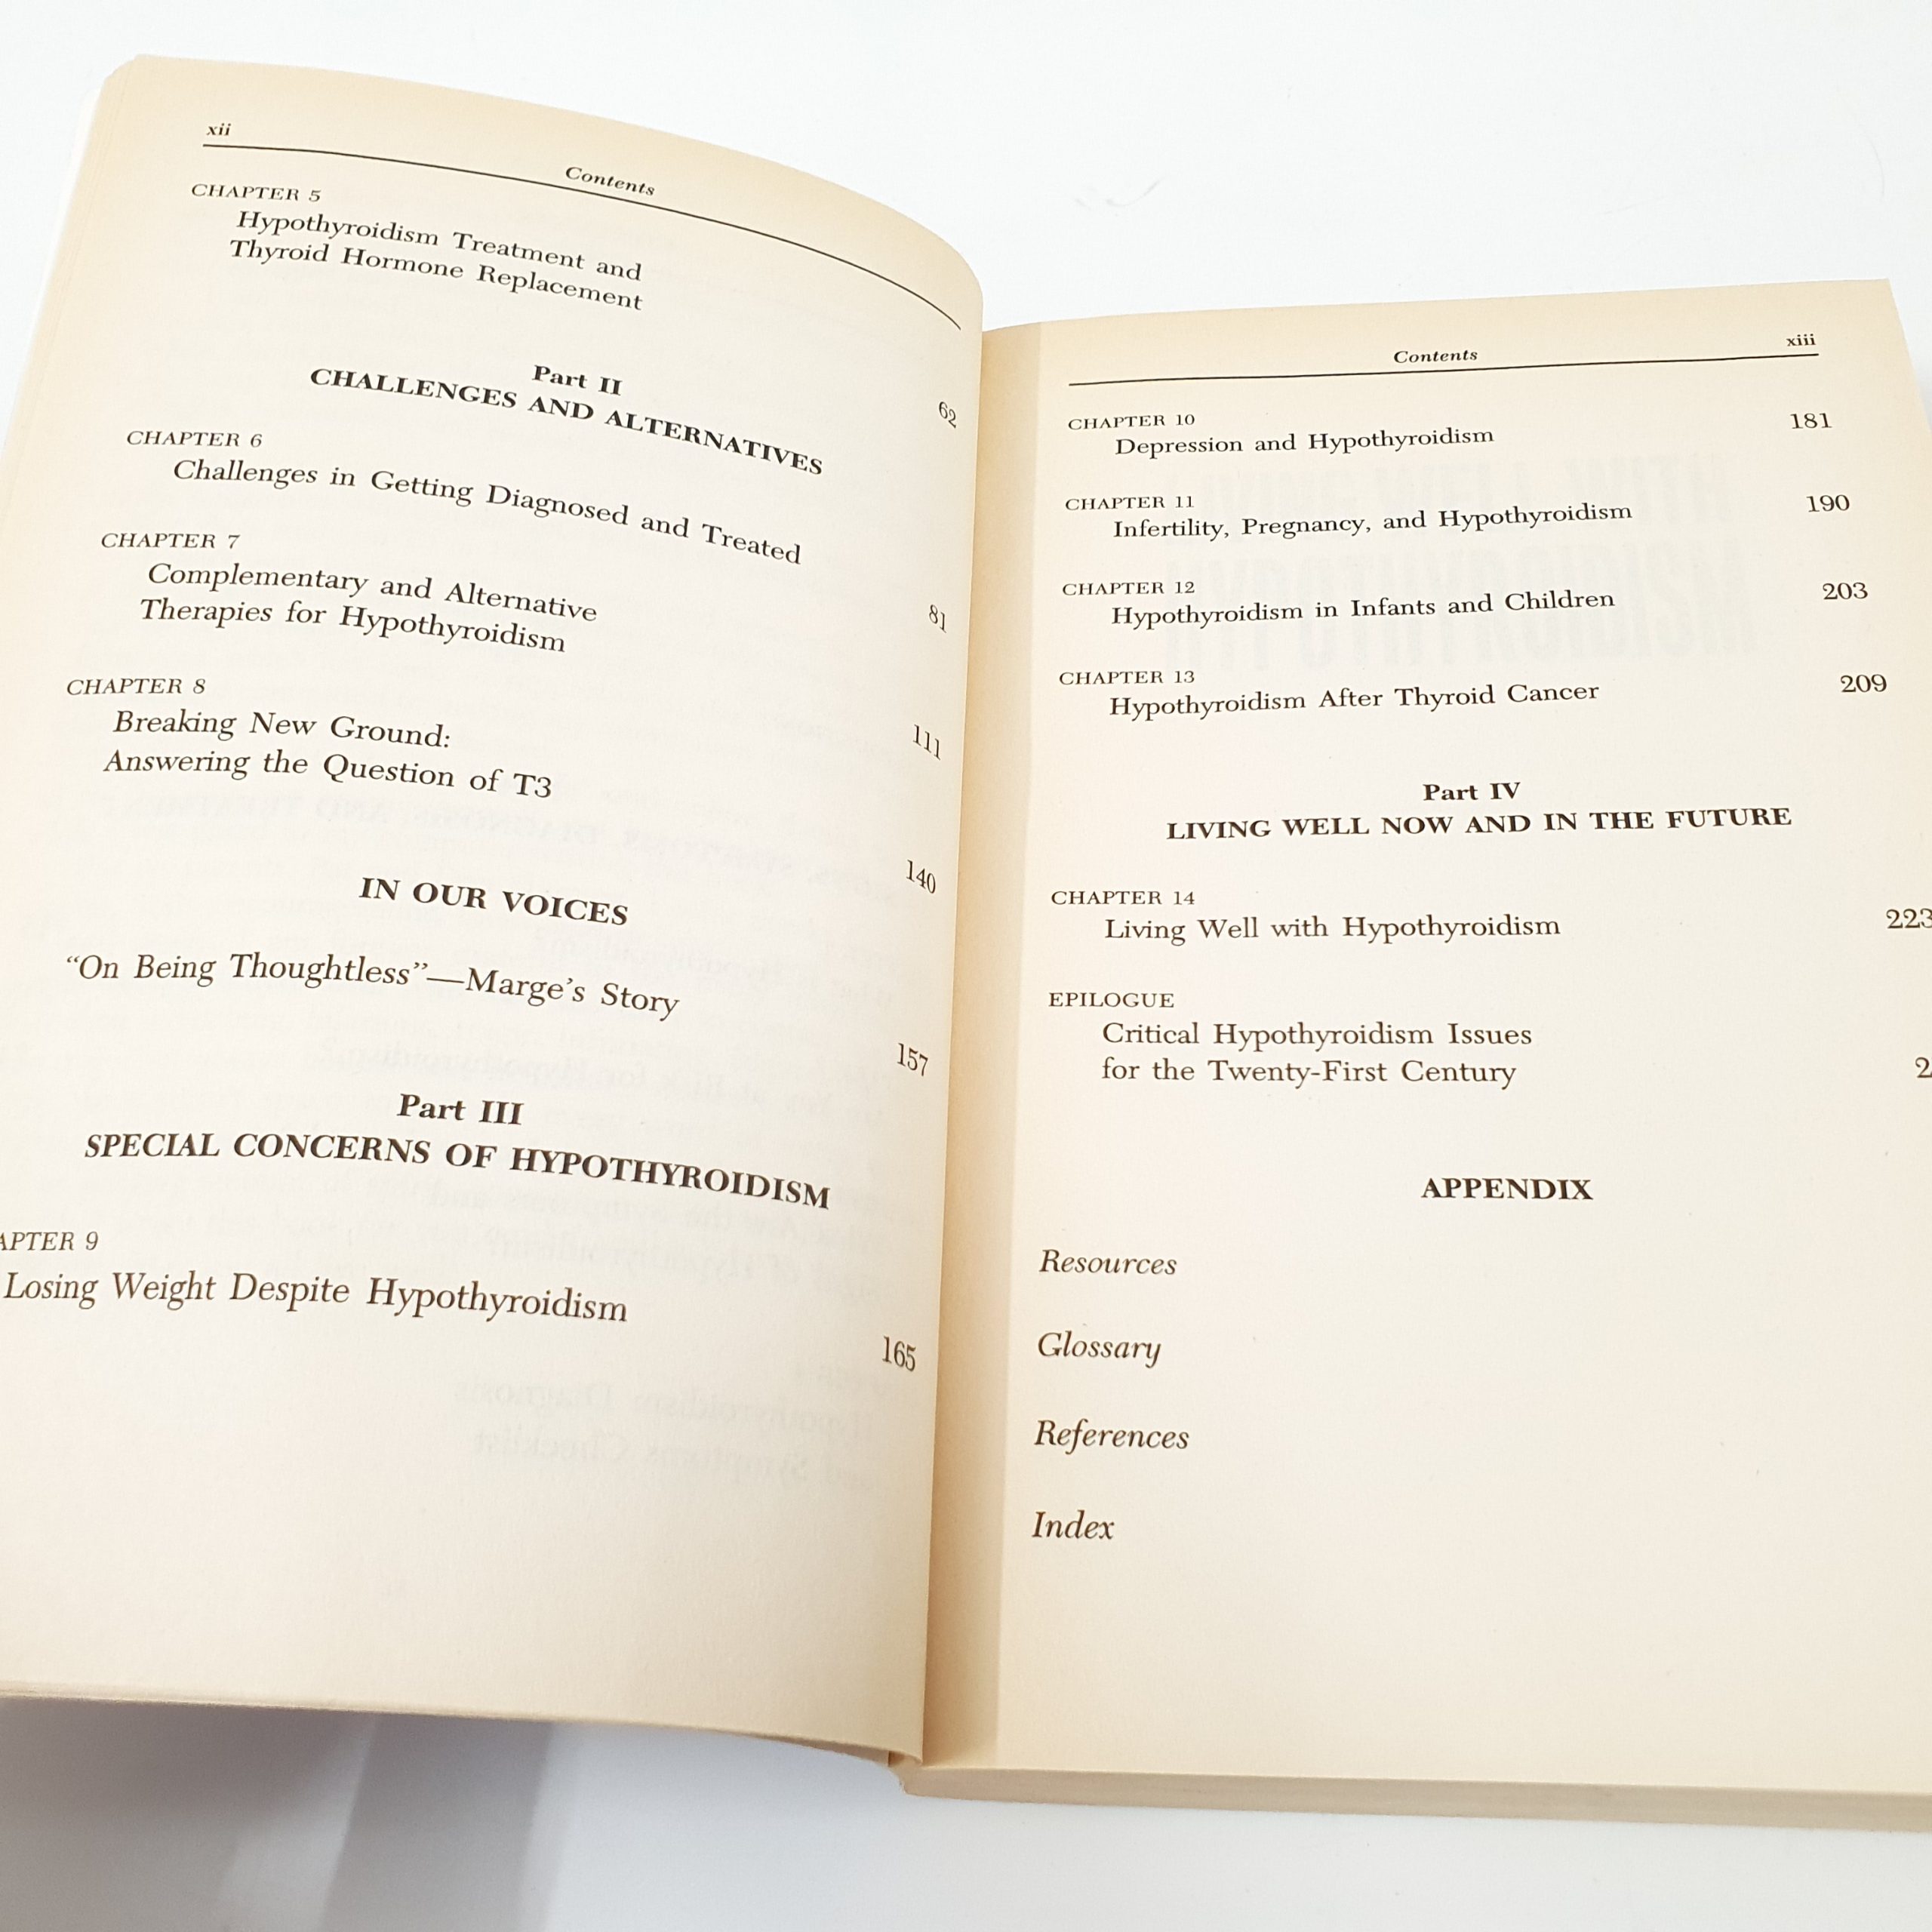 xii
Contents
CHAPTER 5
Hypothyroidism Treatment and
Thyroid Hormone Replacement 62
Part II
CHALLENGES AND ALTERNATIVES
CHAPTER 6
Challenges in Getting Diagnosed and Treated 81
CHAPTER 7
Complementary and Alternative
Therapies for Hypothyroidism 111
CHAPTER 8
Breaking New Ground:
Answering the Question of T3 140
IN OUR VOICES
“On Being Thoughtless”—Marge’s Story 157
Part III
SPECIAL CONCERNS OF HYPOTHYROIDISM
APTER 9
Losing Weight Despite Hypothyroidism 165
Contents xiii
CHAPTER 10
Depression and Hypothyroidism 181
CHAPTER 11
Infertility, Pregnancy, and Hypothyroidism 190
CHAPTER 12
Hypothyroidism in Infants and Children 203
CHAPTER 13
Hypothyroidism After Thyroid Cancer 209
Part IV
LIVING WELL NOW AND IN THE FUTURE
CHAPTER 14
Living Well with Hypothyroidism 223
EPILOGUE
Critical Hypothyroidism Issues
for the Twenty-First Century 2
APPENDIX
Resources
Glossary
References
Index